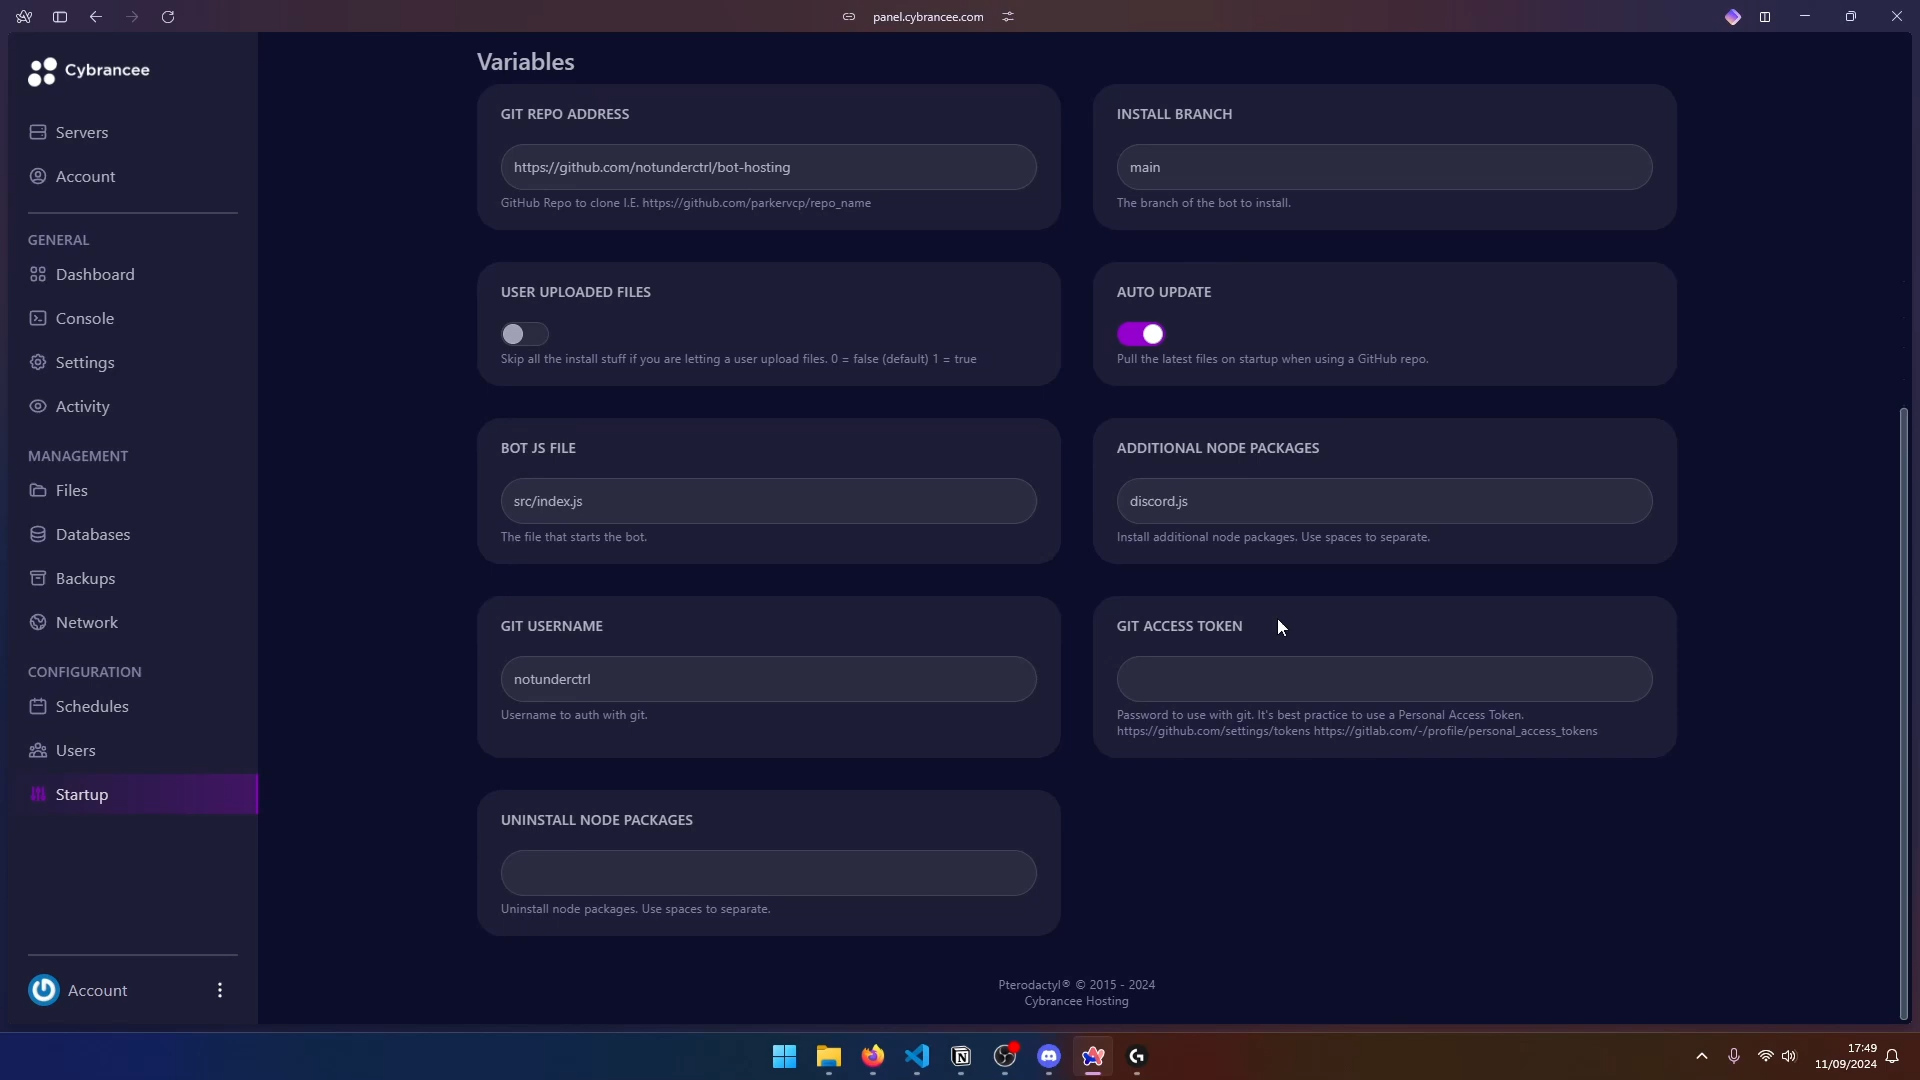 panel.cybrancee.com
Cybrancee
Servers
Account
GENERAL
Dashboard
Console
Settings
Activity
MANAGEMENT
Files
Databases
Backups
Network
CONFIGURATION
Schedules
Users
Startup
Account
Variables
GIT REPO ADDRESS
https://github.com/notunderctrl/bot-hosting
GitHub Repo to clone I.E. https://github.com/parkervcp/repo_name
INSTALL BRANCH
main
The branch of the bot to install.
USER UPLOADED FILES
Skip all the install stuff if you are letting a user upload files. 0 = false (default) 1 = true
AUTO UPDATE
Pull the latest files on startup when using a GitHub repo.
BOT JS FILE
src/index.js
The file that starts the bot.
ADDITIONAL NODE PACKAGES
discord.js
Install additional node packages. Use spaces to separate.
GIT USERNAME
notunderctrl
Username to auth with git.
GIT ACCESS TOKEN
Password to use with git. It's best practice to use a Personal Access Token.
https://github.com/settings/tokens https://gitlab.com/-/profile/personal_access_tokens
UNINSTALL NODE PACKAGES
Uninstall node packages. Use spaces to separate.
Pterodactyl® © 2015 - 2024
Cybrancee Hosting
17:49
11/09/2024